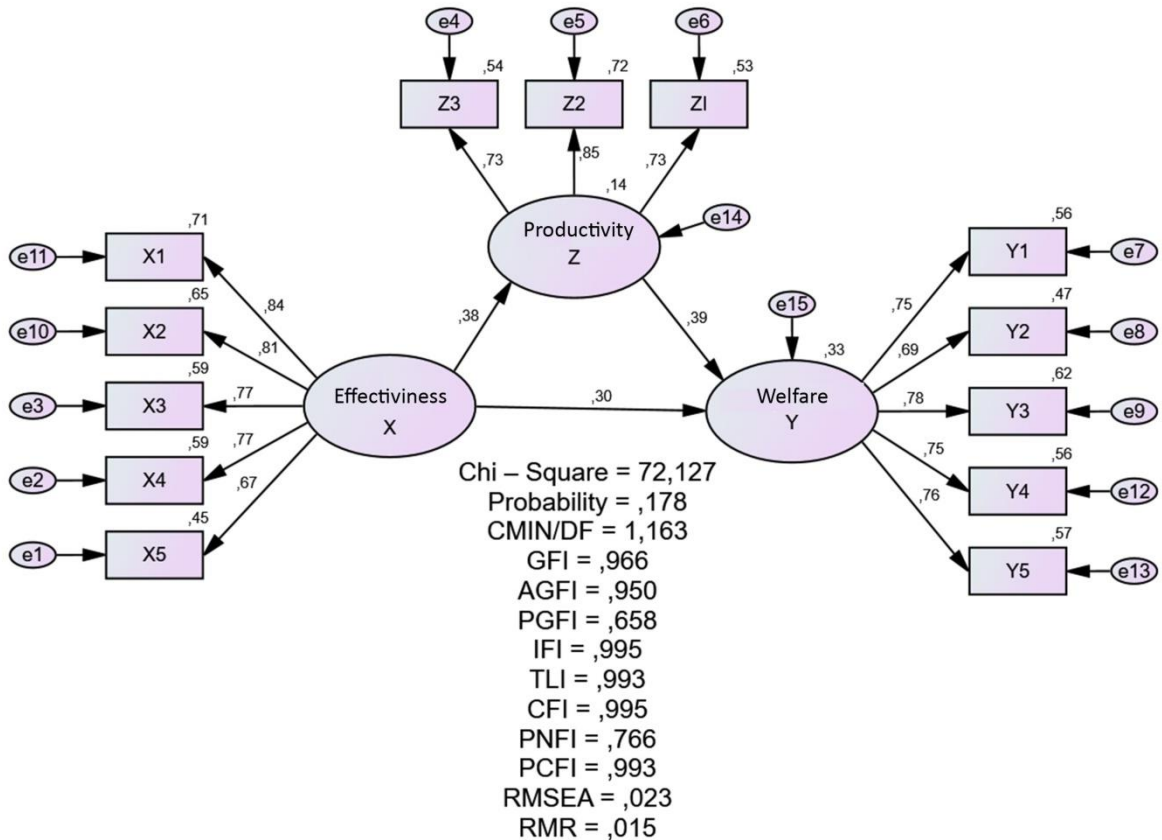 e4
e5
e6
,54
,72
,53
Z3
Z2
ZI
,73
,85
,73
,14
Productivity
Z
e14
,71
e11
X1
,84
,65
e10
X2
,81
,59
e3
X3
,77
,59
e2
X4
,77
,45
e1
X5
,67
Effectiviness
X
,38
,39
,30
e15
,33
Welfare
Y
,56
Y1
e7
,75
,47
Y2
e8
,69
,62
Y3
e9
,78
,56
Y4
e12
,75
,57
Y5
e13
,76
Chi – Square = 72,127
Probability = ,178
CMIN/DF = 1,163
GFI = ,966
AGFI = ,950
PGFI = ,658
IFI = ,995
TLI = ,993
CFI = ,995
PNFI = ,766
PCFI = ,993
RMSEA = ,023
RMR = ,015